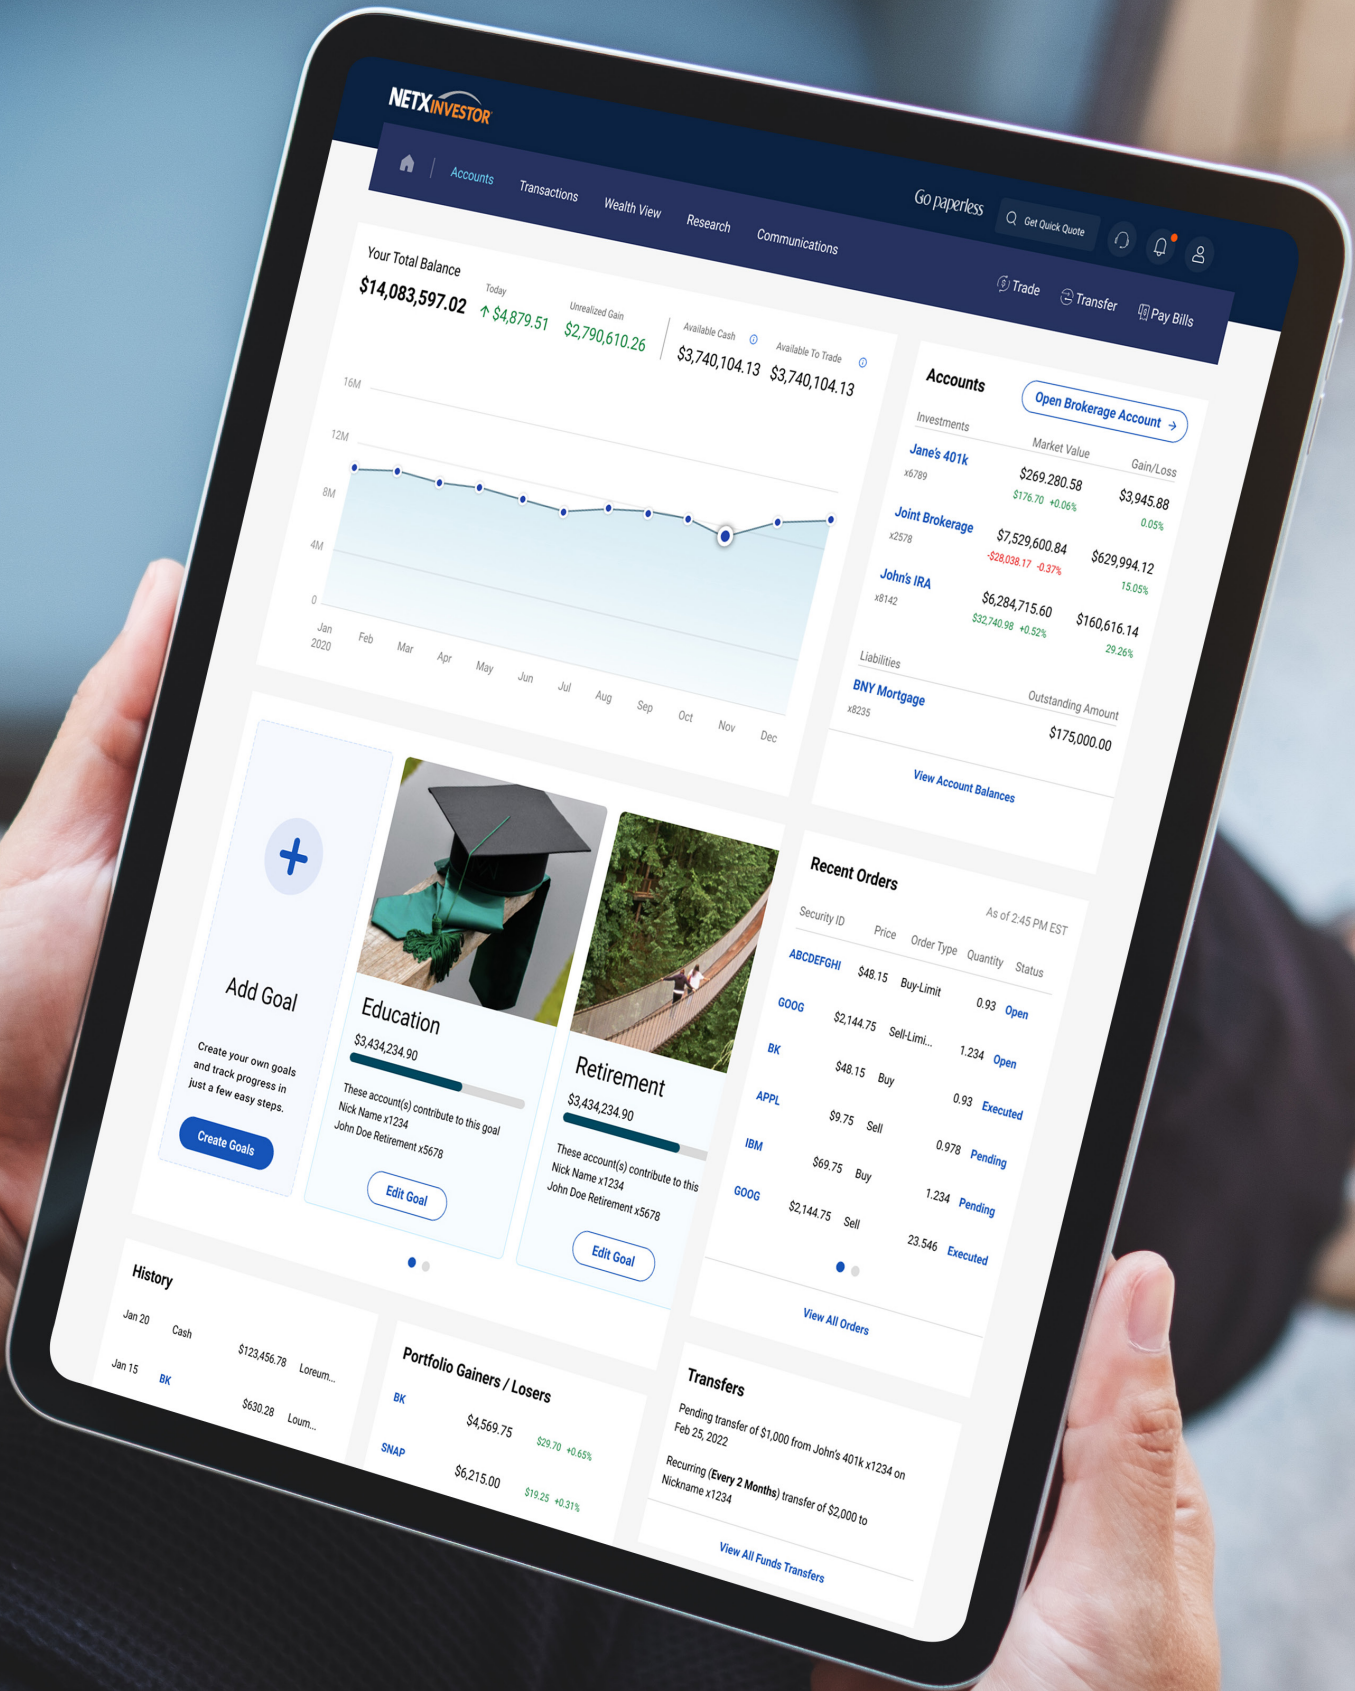 NETXINVESTOR
Go paperless
Get Quick Quote
Accounts
Transactions
Wealth View
Research
Communications
Trade
Transfer
Pay Bills
Your Total Balance
$14,083,597.02
Today
$4,879.51
Unrealized Gain
$2,790,610.26
Available Cash
$3,740,104.13
Available To Trade
$3,740,104.13
16M
12M
8M
4M
0
Jan 2020
Feb
Mar
Apr
May
Jun
Jul
Aug
Sep
Oct
Nov
Dec
Accounts
Open Brokerage Account
Investments Market Value Gain/Loss
Jane's 401k $269.280.58 $3,945.88
x6789 $176.70 +0.06% 0.05%
Joint Brokerage $7,529,600.84 $629,994.12
x2578 -$28,038.17 -0.37% 15.05%
John's IRA $6,284,715.60 $160,616.14
x8142 $32,740.98 +0.52% 29.26%
Liabilities Outstanding Amount
BNY Mortgage $175,000.00
x8235
View Account Balances
Add Goal
Create your own goals
and track progress in
just a few easy steps.
Create Goals
Education
$3,434,234.90
These account(s) contribute to this goal
Nick Name x1234
John Doe Retirement x5678
Edit Goal
Retirement
$3,434,234.90
These account(s) contribute to this
Nick Name x1234
John Doe Retirement x5678
Edit Goal
Recent Orders
As of 2:45 PM EST
Security ID Price Order Type Quantity Status
ABCDEFGHI $48.15 Buy-Limit 0.93 Open
GOOG $2,144.75 Sell-Limi... 1.234 Open
BK $48.15 Buy 0.93 Executed
APPL $9.75 Sell 0.978 Pending
IBM $69.75 Buy 1.234 Pending
GOOG $2,144.75 Sell 23.546 Executed
View All Orders
History
Jan 20 Cash $123,456.78 Loreum...
Jan 15 BK $630.28 Loum...
Portfolio Gainers / Losers
BK $4,569.75 $29.70 +0.65%
SNAP $6,215.00 $19.25 +0.31%
Transfers
Pending transfer of $1,000 from John's 401k x1234 on
Feb 25, 2022
Recurring (Every 2 Months) transfer of $2,000 to
Nickname x1234
View All Funds Transfers